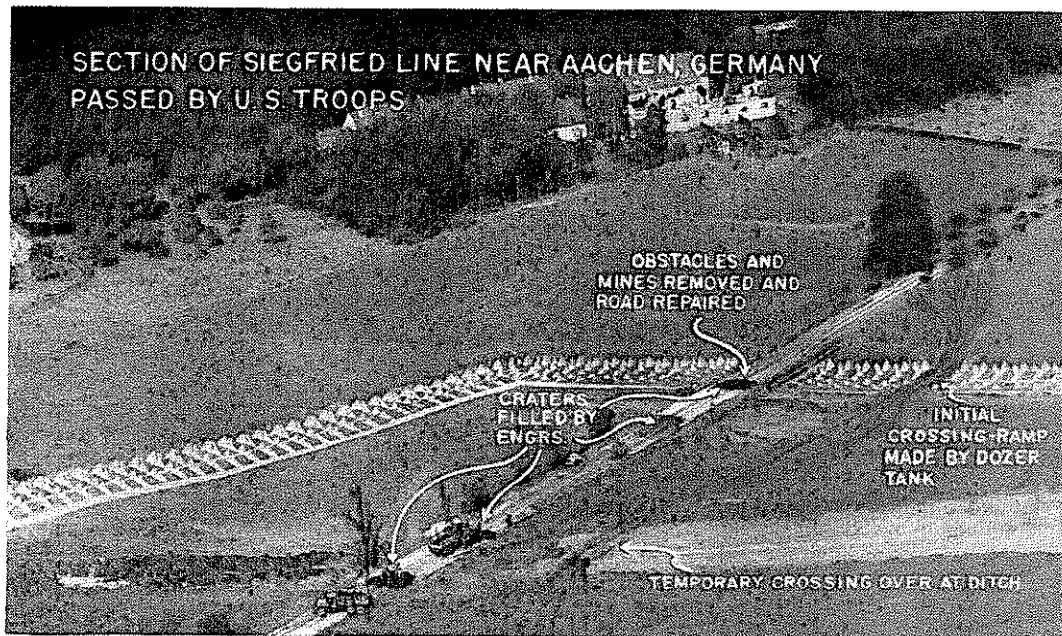 SECTION OF SIEGFRIED LINE NEAR AACHEN, GERMANY
PASSED BY U.S. TROOPS
OBSTACLES AND
MINES REMOVED AND
ROAD REPAIRED
CRATERS
FILLED BY
ENGRS.
INITIAL
CROSSING-RAMP
MADE BY DOZER
TANK
TEMPORARY CROSSING OVER AT DITCH